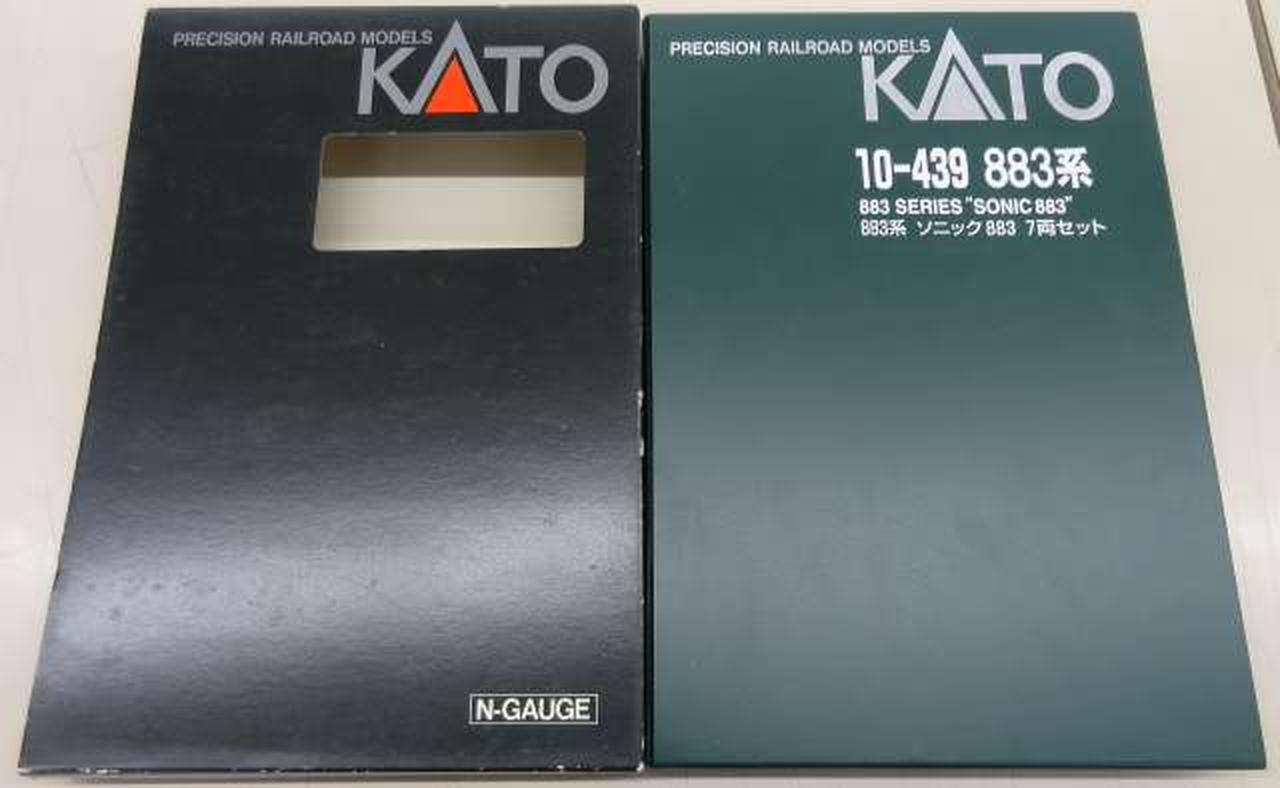 PRECISION RAILROAD MODELS
KATO
N-GAUGE
PRECISION RAILROAD MODELS
KATO
10-439 883系
883 SERIES "SONIC 883"
883系 ソニック883 7両セット